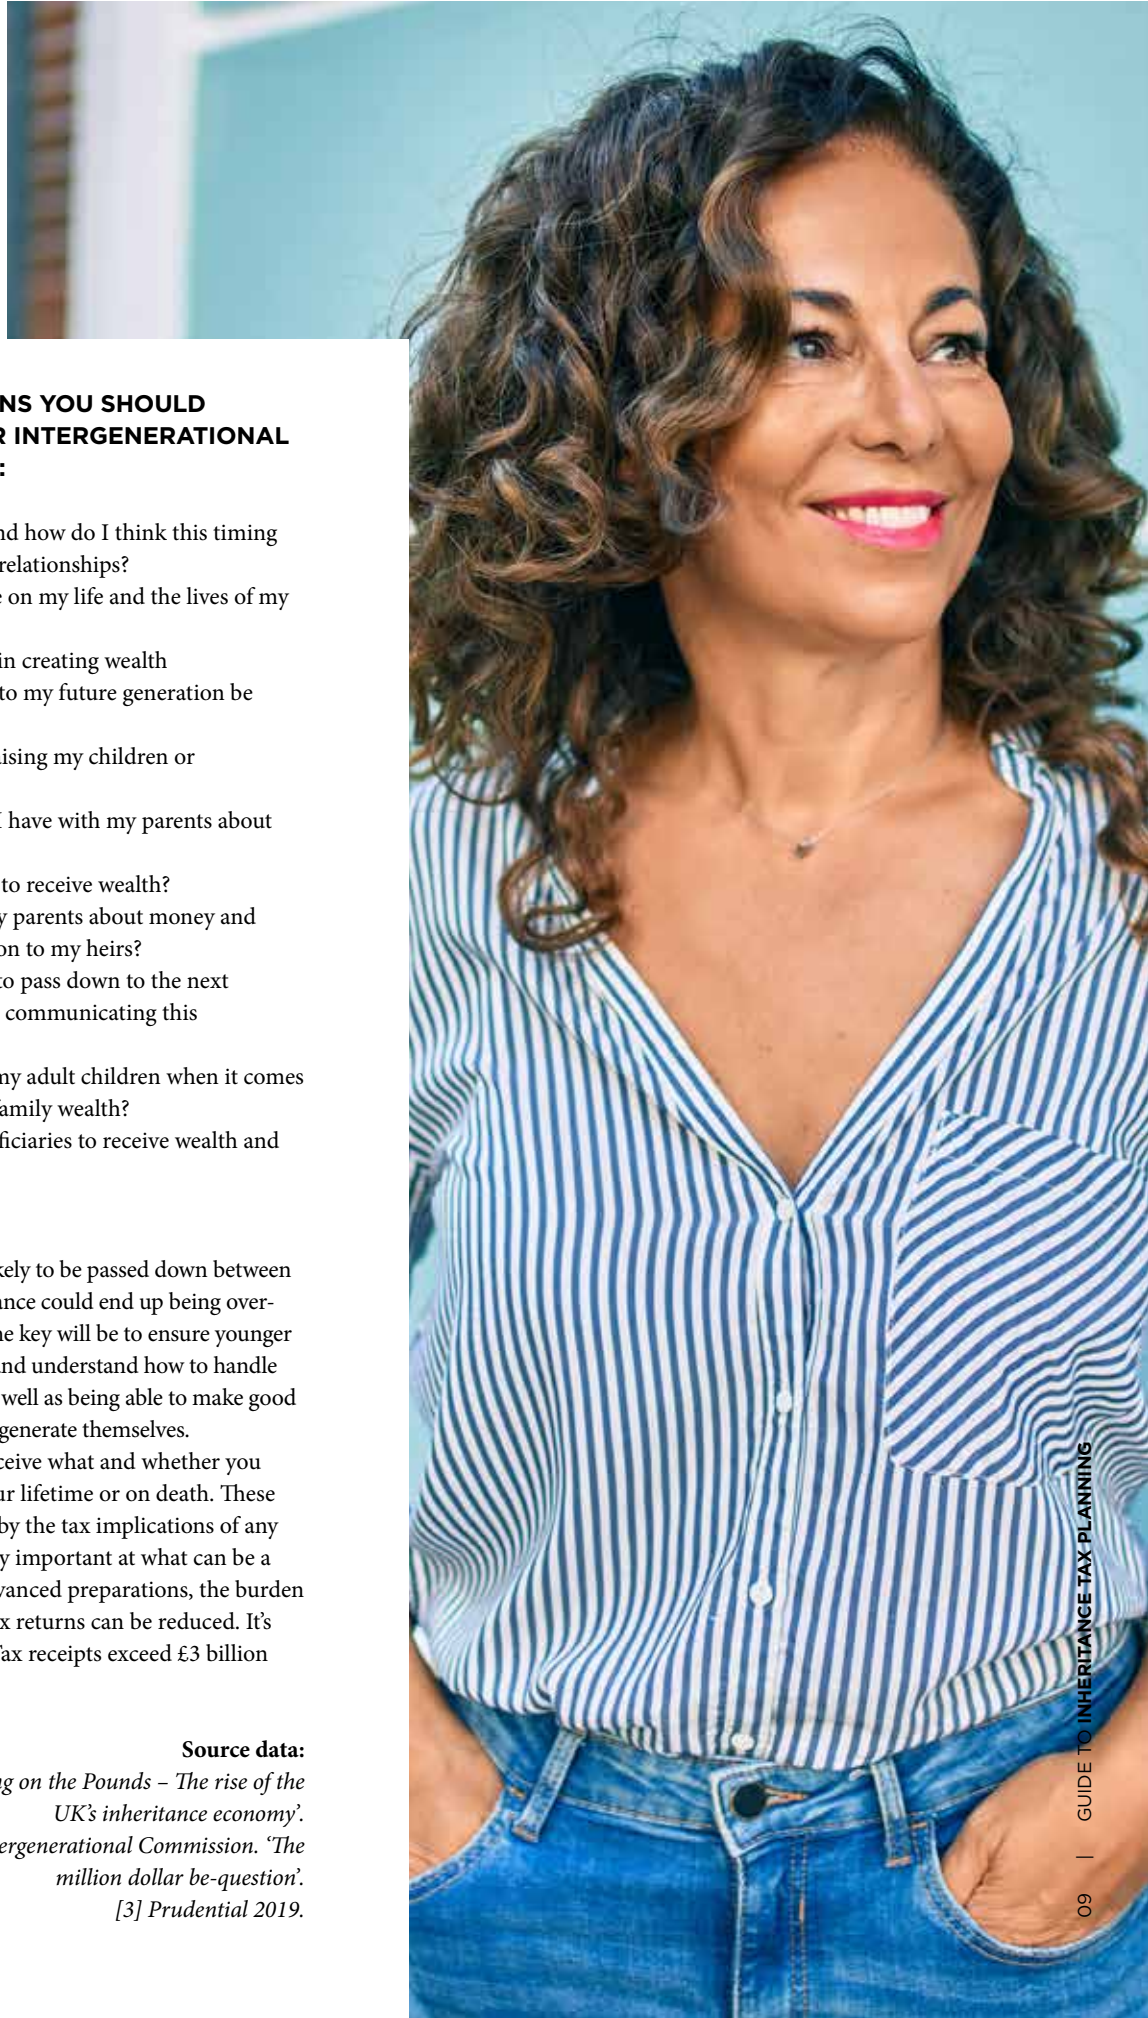 NS YOU SHOULD
R INTERGENERATIONAL
:
nd how do I think this timing
relationships?
e on my life and the lives of my
in creating wealth
to my future generation be
ising my children or
I have with my parents about
to receive wealth?
y parents about money and
on to my heirs?
to pass down to the next
communicating this
my adult children when it comes
family wealth?
ficiaries to receive wealth and
kely to be passed down between
ance could end up being over-
he key will be to ensure younger
and understand how to handle
well as being able to make good
generate themselves.
ceive what and whether you
ur lifetime or on death. These
by the tax implications of any
y important at what can be a
vanced preparations, the burden
x returns can be reduced. It’s
Tax receipts exceed £3 billion
Source data:
ng on the Pounds – The rise of the
UK’s inheritance economy’.
ergenerational Commission. ‘The
million dollar be-question’.
[3] Prudential 2019.
09 | GUIDE TO INHERITANCE TAX PLANNING